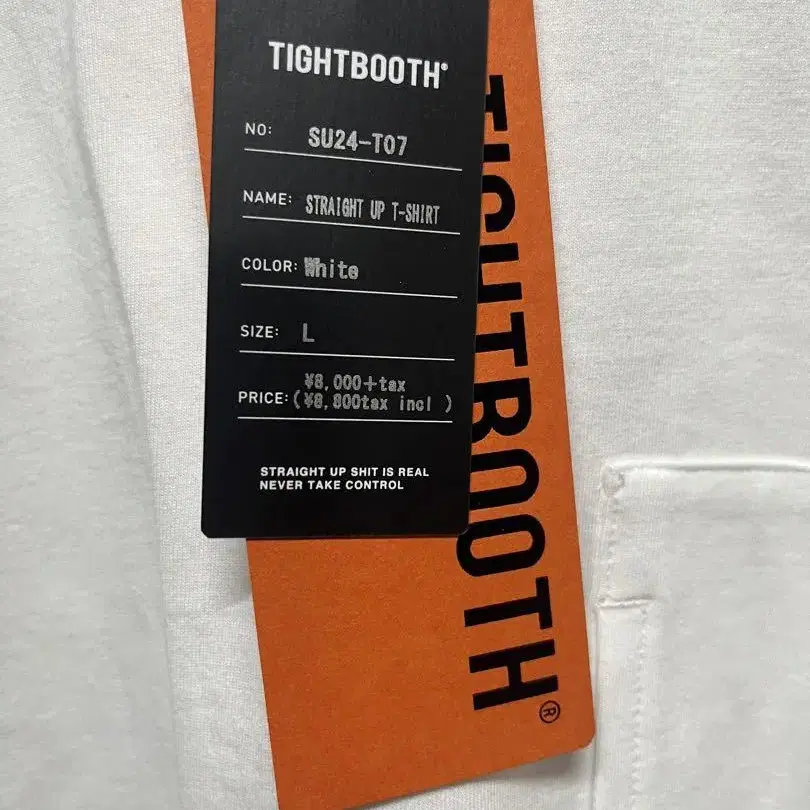 TIGHTBOOTH®
NO: SU24-T07
NAME: STRAIGHT UP T-SHIRT
COLOR: White
SIZE: L
¥8,000+tax
PRICE: (¥8,800tax incl )
STRAIGHT UP SHIT IS REAL
NEVER TAKE CONTROL
TIGHTBOOTH®